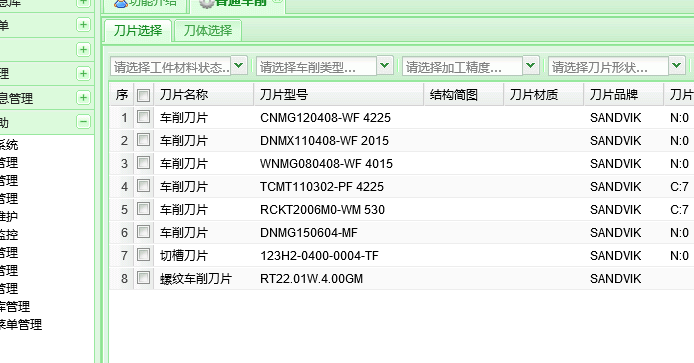 功能介绍 普通车削
刀片选择 刀体选择
请选择工件材料状态... 请选择车削类型... 请选择加工精度... 请选择刀片形状...
序 刀片名称 刀片型号 结构简图 刀片材质 刀片品牌 刀片
1 车削刀片 CNMG120408-WF 4225 SANDVIK N:0
2 车削刀片 DNMX110408-WF 2015 SANDVIK N:0
3 车削刀片 WNMG080408-WF 4015 SANDVIK N:0
4 车削刀片 TCMT110302-PF 4225 SANDVIK C:7
5 车削刀片 RCKT2006M0-WM 530 SANDVIK C:7
6 车削刀片 DNMG150604-MF SANDVIK N:0
7 切槽刀片 123H2-0400-0004-TF SANDVIK N:0
8 螺纹车削刀片 RT22.01W.4.00GM SANDVIK
息库
单
理
息管理
助
系统
管理
管理
管理
维护
监控
管理
管理
管理
库管理
菜单管理